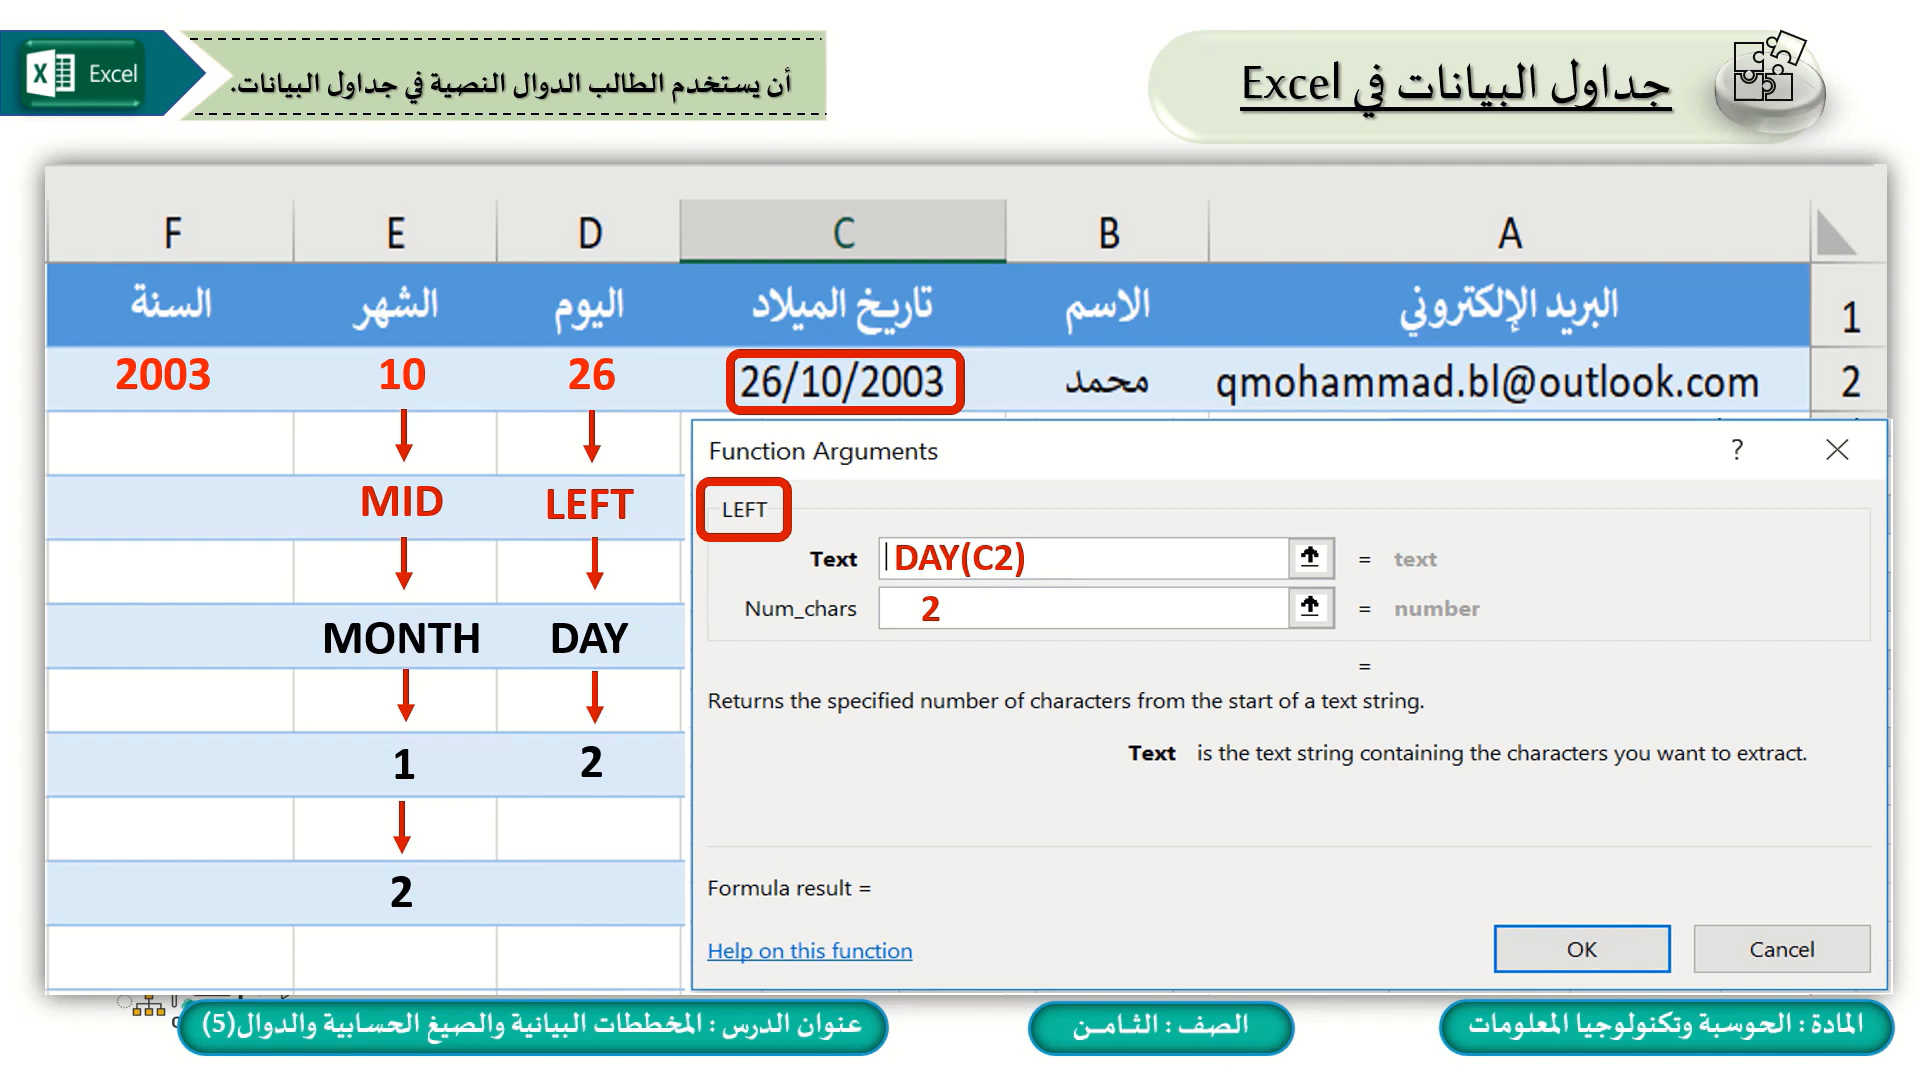 جداول البيانات في Excel
أن يستخدم الطالب الدوال النصية في جداول البيانات.
Excel
A B C D E F
1 البريد الإلكتروني الاسم تاريخ الميلاد اليوم الشهر السنة
2 qmohammad.bl@outlook.com محمد 26/10/2003 26 10 2003
LEFT MID
DAY MONTH
2 1
2
Function Arguments ?
LEFT
Text DAY(C2) = text
Num_chars 2 = number
=
Returns the specified number of characters from the start of a text string.
Text is the text string containing the characters you want to extract.
Formula result =
Help on this function
OK Cancel
المادة : الحوسبة وتكنولوجيا المعلومات
الصف : الثامن
عنوان الدرس : المخططات البيانية والصيغ الحسابية والدوال(5)